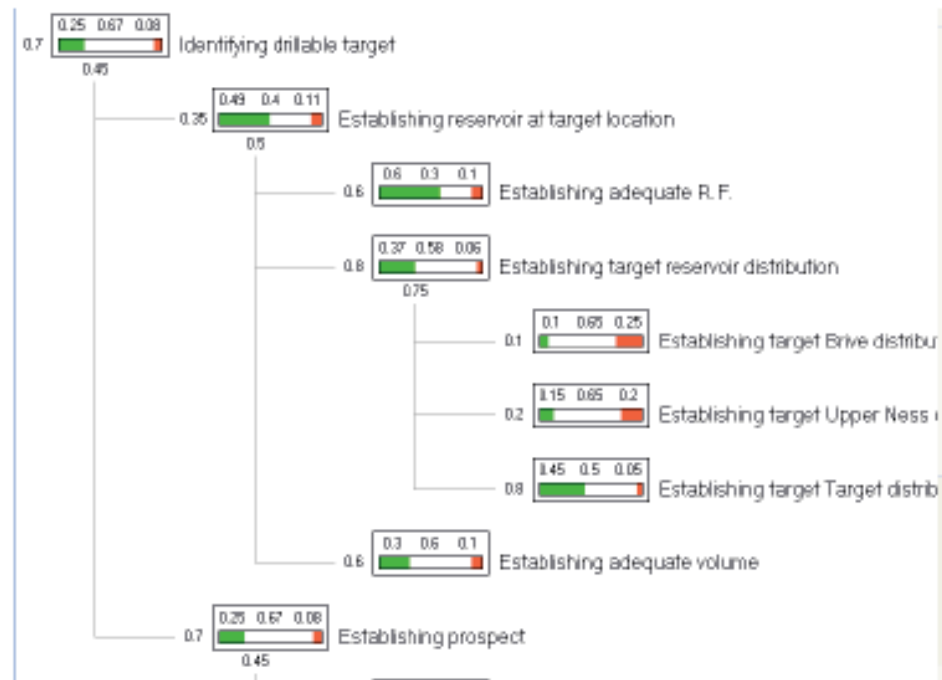 0.25 0.67 0.08
0.7 Identifying drillable target
0.45
0.49 0.4 0.11
0.35 Establishing reservoir at target location
0.5
0.6 0.3 0.1
0.6 Establishing adequate R. F.
0.37 0.58 0.06
0.8 Establishing target reservoir distribution
0.75
0.1 0.65 0.25
0.1 Establishing target Brive distribu
0.15 0.65 0.2
0.2 Establishing target Upper Ness
0.45 0.5 0.05
0.8 Establishing target Target distrib
0.3 0.6 0.1
0.6 Establishing adequate volume
0.25 0.67 0.08
0.7 Establishing prospect
0.45